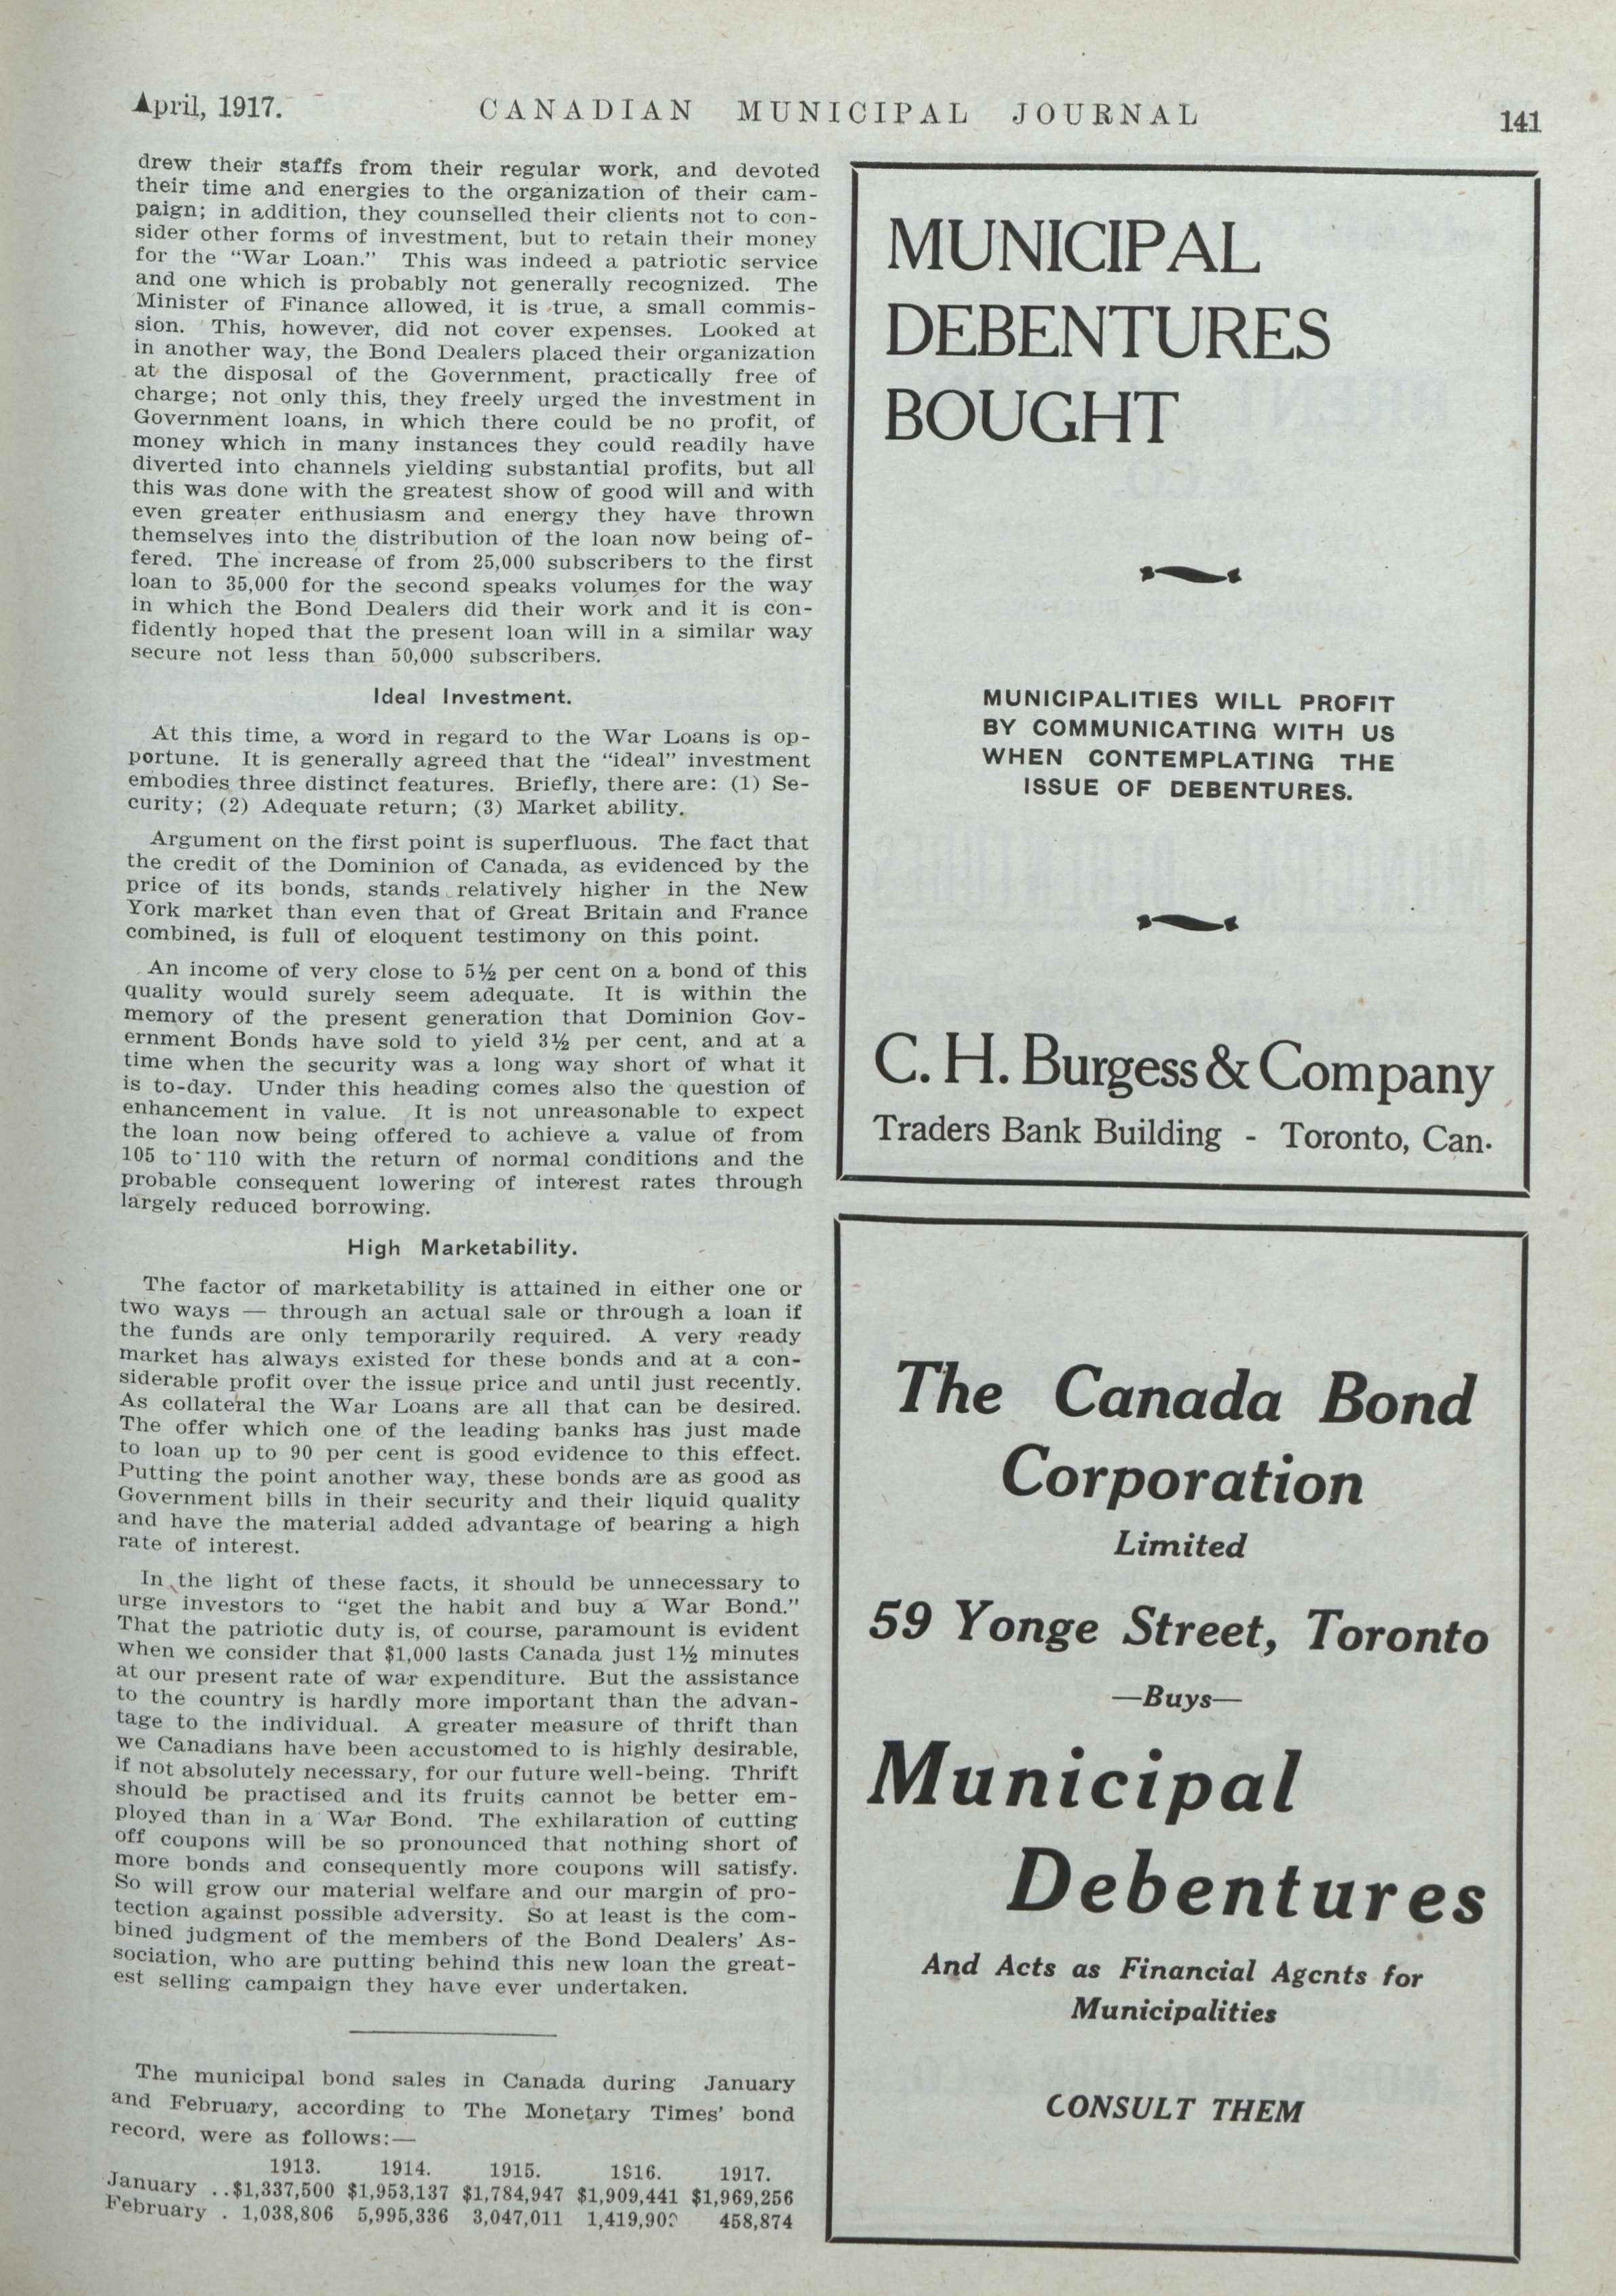 April, 1917.
CANADIAN MUNICIPAL JOURNAL
141
drew their staffs from their regular work, and devoted
their time and energies to the organization of their cam-
paign; in addition, they counselled their clients not to con-
sider other forms of investment, but to retain their money
for the “War Loan.” This was indeed a patriotic service
and one which is probably not generally recognized. The
Minister of Finance allowed, it is true, a small commis-
sion. This, however, did not cover expenses. Looked at
in another way, the Bond Dealers placed their organization
at the disposal of the Government, practically free of
charge; not only this, they freely urged the investment in
Government loans, in which there could be no profit, of
money which in many instances they could readily have
diverted into channels yielding substantial profits, but all
this was done with the greatest show of good will and with
even greater enthusiasm and energy they have thrown
themselves into the distribution of the loan now being of-
fered. The increase of from 25,000 subscribers to the first
loan to 35,000 for the second speaks volumes for the way
in which the Bond Dealers did their work and it is con-
fidently hoped that the present loan will in a similar way
secure not less than 50,000 subscribers.
Ideal Investment.
At this time, a word in regard to the War Loans is op-
portune. It is generally agreed that the “ideal” investment
embodies three distinct features. Briefly, there are: (1) Se-
curity; (2) Adequate return; (3) Market ability.
Argument on the first point is superfluous. The fact that
the credit of the Dominion of Canada, as evidenced by the
price of its bonds, stands relatively higher in the New
York market than even that of Great Britain and France
combined, is full of eloquent testimony on this point.
An income of very close to 5½ per cent on a bond of this
quality would surely seem adequate. It is within the
memory of the present generation that Dominion Gov-
ernment Bonds have sold to yield 3½ per cent, and at a
time when the security was a long way short of what it
is to-day. Under this heading comes also the question of
enhancement in value. It is not unreasonable to expect
the loan now being offered to achieve a value of from
105 to 110 with the return of normal conditions and the
probable consequent lowering of interest rates through
largely reduced borrowing.
High Marketability.
The factor of marketability is attained in either one or
two ways — through an actual sale or through a loan if
the funds are only temporarily required. A very ready
market has always existed for these bonds and at a con-
siderable profit over the issue price and until just recently.
As collateral the War Loans are all that can be desired.
The offer which one of the leading banks has just made
to loan up to 90 per cent is good evidence to this effect.
Putting the point another way, these bonds are as good as
Government bills in their security and their liquid quality
and have the material added advantage of bearing a high
rate of interest.
In the light of these facts, it should be unnecessary to
urge investors to “get the habit and buy a War Bond.”
That the patriotic duty is, of course, paramount is evident
when we consider that $1,000 lasts Canada just 1½ minutes
at our present rate of war expenditure. But the assistance
to the country is hardly more important than the advan-
tage to the individual. A greater measure of thrift than
we Canadians have been accustomed to is highly desirable,
if not absolutely necessary, for our future well-being. Thrift
should be practised and its fruits cannot be better em-
ployed than in a War Bond. The exhilaration of cutting
off coupons will be so pronounced that nothing short of
more bonds and consequently more coupons will satisfy.
So will grow our material welfare and our margin of pro-
tection against possible adversity. So at least is the com-
bined judgment of the members of the Bond Dealers’ As-
sociation, who are putting behind this new loan the great-
est selling campaign they have ever undertaken.
The municipal bond sales in Canada during January
and February, according to The Monetary Times’ bond
record, were as follows:—
1913. 1914. 1915. 1916. 1917.
January .. $1,337,500 $1,953,137 $1,784,947 $1,909,441 $1,969,256
February . 1,038,806 5,995,336 3,047,011 458,874
MUNICIPAL
DEBENTURES
BOUGHT
MUNICIPALITIES WILL PROFIT
BY COMMUNICATING WITH US
WHEN CONTEMPLATING THE
ISSUE OF DEBENTURES.
C. H. Burgess & Company
Traders Bank Building - Toronto, Can.
The Canada Bond
Corporation
Limited
59 Yonge Street, Toronto
—Buys—
Municipal
Debentures
And Acts as Financial Agents for
Municipalities
CONSULT THEM